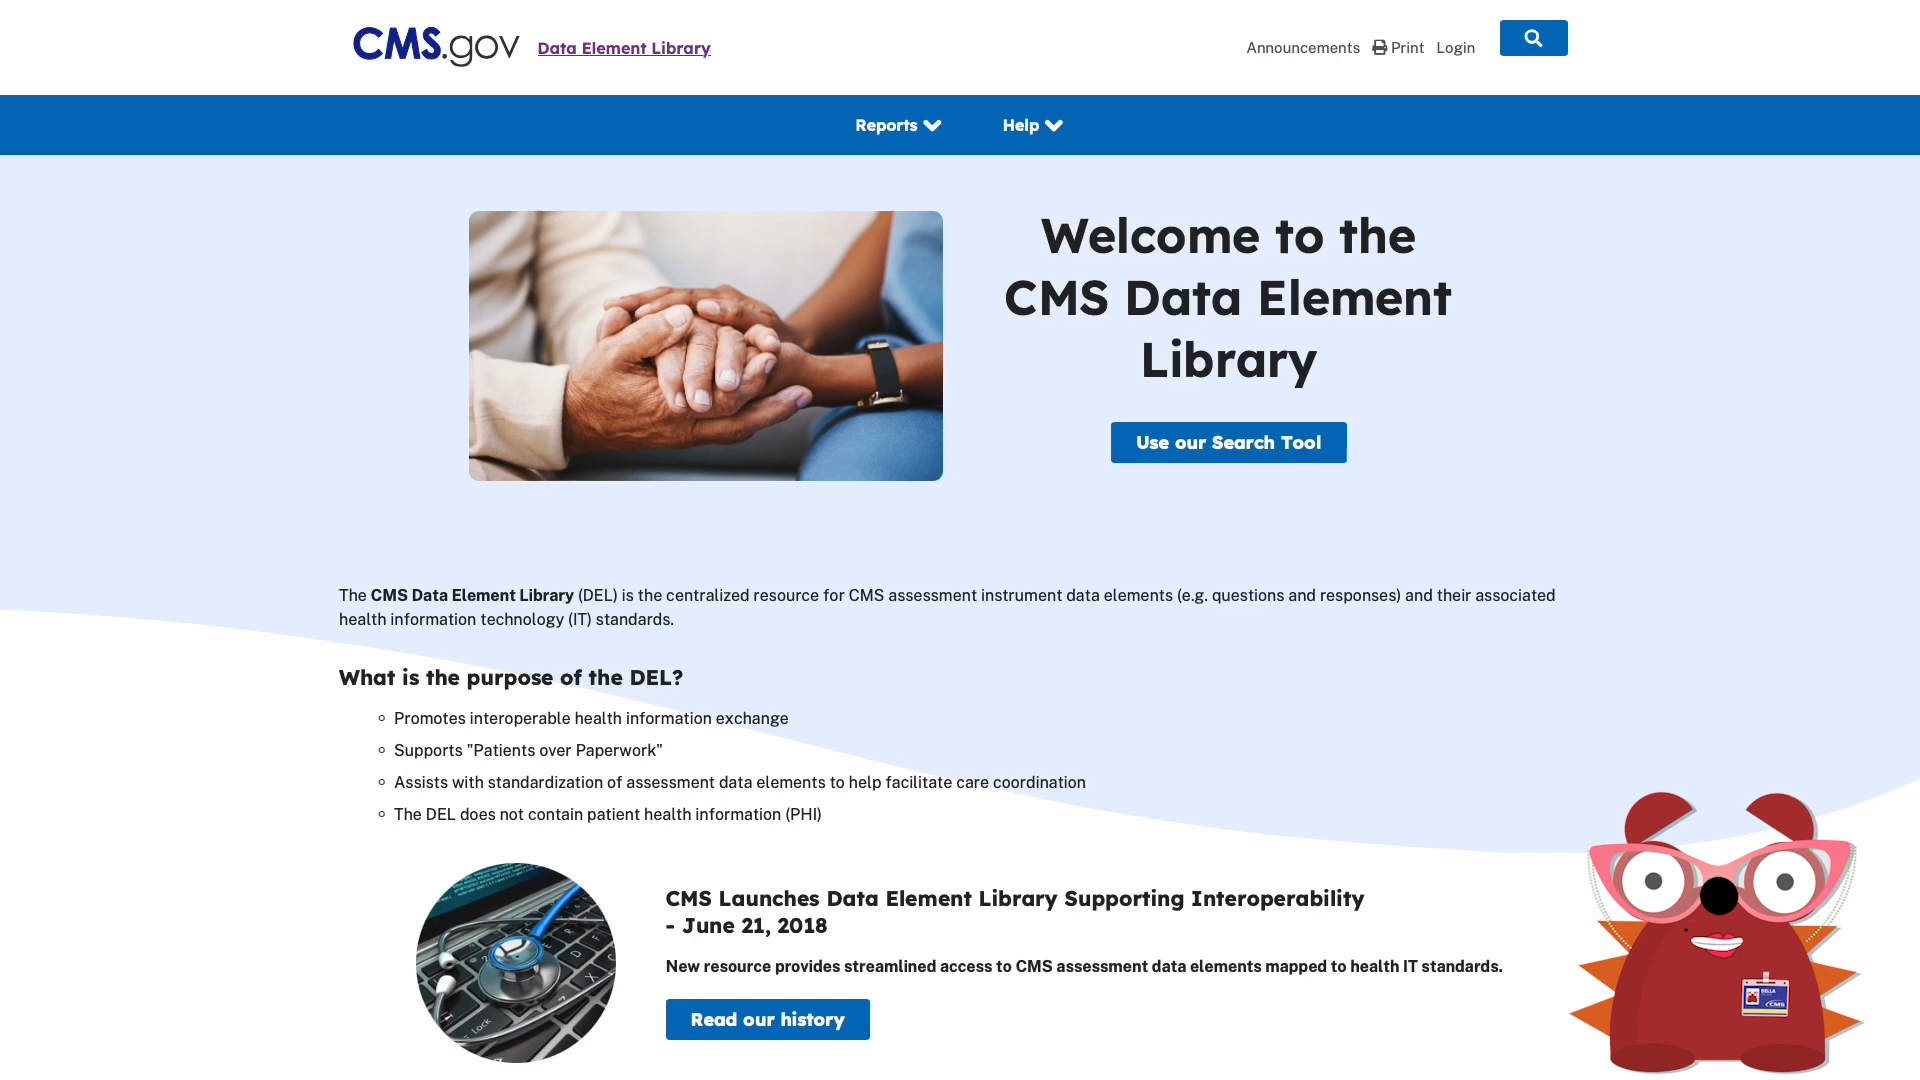 CMS.gov Data Element Library
Announcements Print Login
Reports Help
Welcome to the
CMS Data Element
Library
Use our Search Tool
The CMS Data Element Library (DEL) is the centralized resource for CMS assessment instrument data elements (e.g. questions and responses) and their associated
health information technology (IT) standards.
What is the purpose of the DEL?
Promotes interoperable health information exchange
Supports "Patients over Paperwork"
Assists with standardization of assessment data elements to help facilitate care coordination
The DEL does not contain patient health information (PHI)
CMS Launches Data Element Library Supporting Interoperability
- June 21, 2018
New resource provides streamlined access to CMS assessment data elements mapped to health IT standards.
Read our history
DELLA
CMS